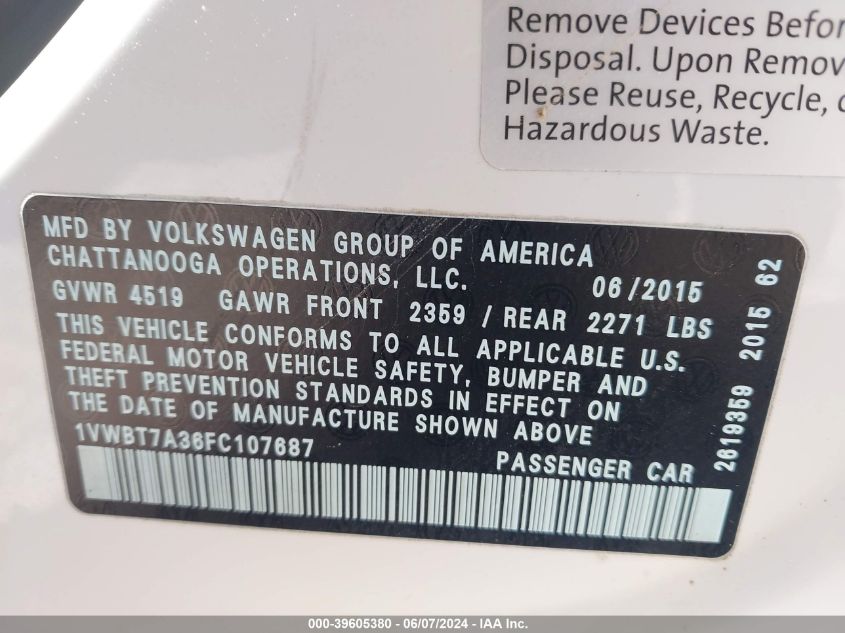 Remove Devices Befor
Disposal. Upon Remov
Please Reuse, Recycle,
Hazardous Waste.
MFD BY VOLKSWAGEN GROUP OF AMERICA
CHATTANOOGA OPERATIONS, LLC. 06/2015
GVWR 4519 GAWR FRONT 2359 / REAR 2271 LBS
THIS VEHICLE CONFORMS TO ALL APPLICABLE U.S.
FEDERAL MOTOR VEHICLE SAFETY, BUMPER AND
THEFT PREVENTION STANDARDS IN EFFECT ON
THE DATE OF MANUFACTURE SHOWN ABOVE
1VWBT7A36FC107687 PASSENGER CAR
2619359 2015 62
000-39605380 - 06/07/2024 - IAA Inc.